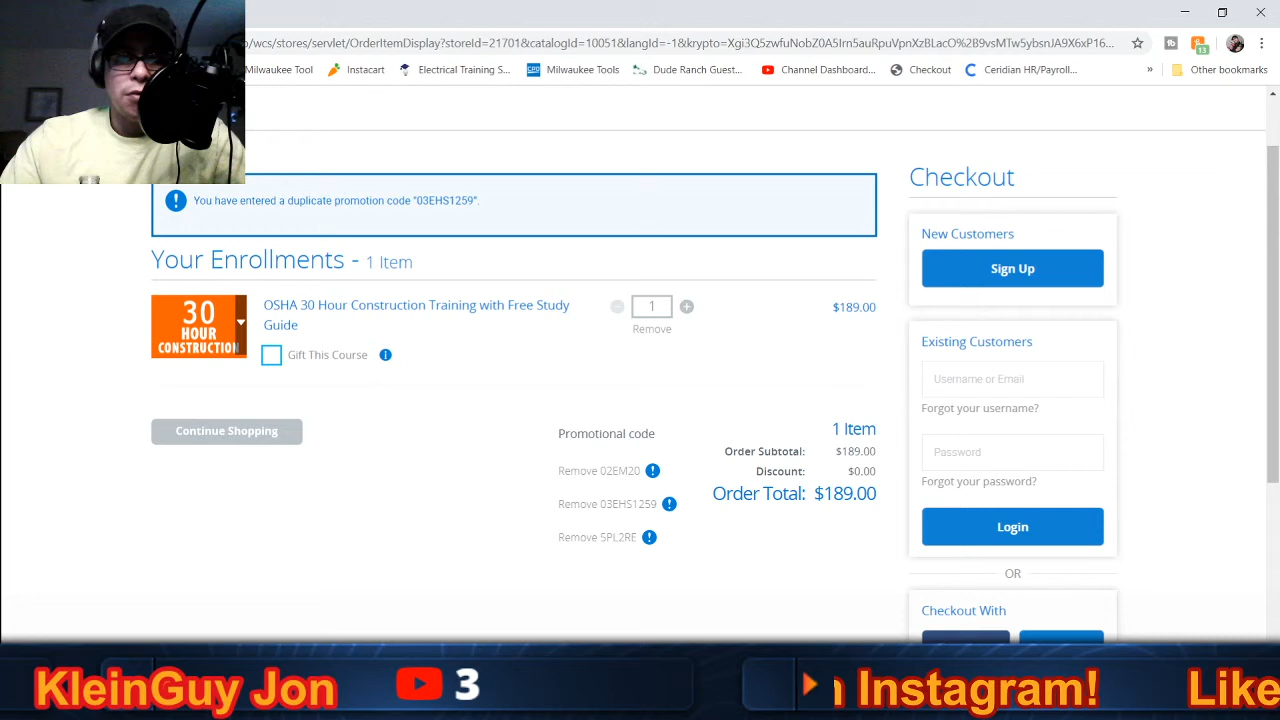 o/wcs/stores/servlet/OrderItemDisplay?storeId=21701&catalogId=10051&langId=-1&krypto=
Milwaukee Tool
Instacart
Electrical Training S...
CPO
Milwaukee Tools
Dude Ranch Guest...
Channel Dashboard...
Checkout
Ceridian HR/Payroll...
»
Other bookmarks
13
You have entered a duplicate promotion code "03EHS1259".
Your Enrollments - 1 Item
30
HOUR
CONSTRUCTION
OSHA 30 Hour Construction Training with Free Study
Guide
1
Remove
$189.00
Gift This Course
Continue Shopping
Promotional code
Remove 02EM20
Remove 03EHS1259
Remove 5PL2RE
1 Item
Order Subtotal: $189.00
Discount: $0.00
Order Total: $189.00
Checkout
New Customers
Sign Up
Existing Customers
Username or Email
Forgot your username?
Password
Forgot your password?
Login
OR
Checkout With
KleinGuy Jon
3
n Instagram!
Like